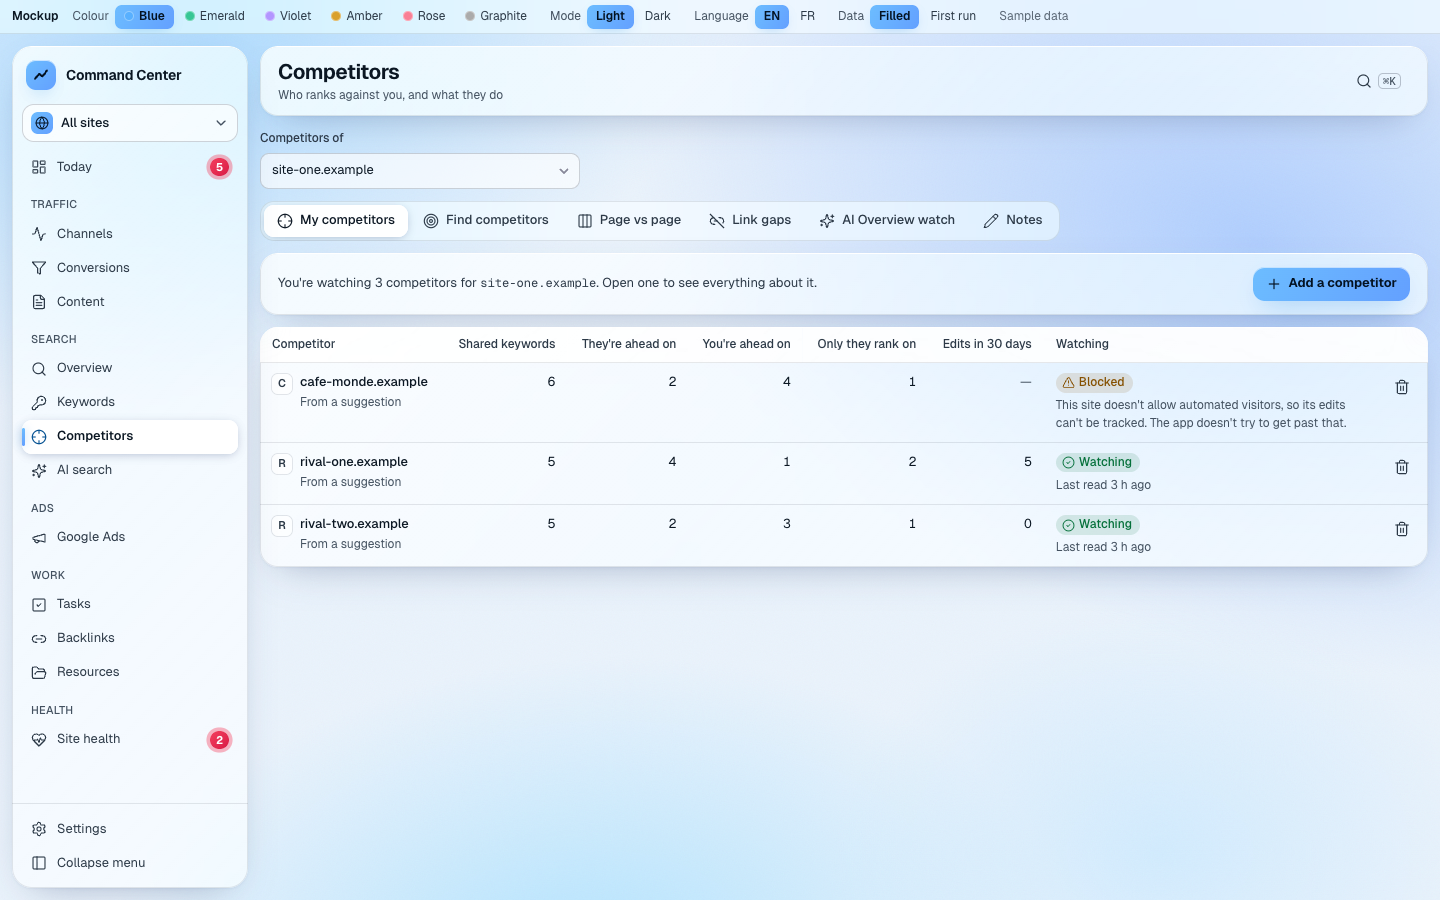 Mockup Colour Blue Emerald Violet Amber Rose Graphite Mode Light Dark Language EN FR Data Filled First run Sample data
Command Center
All sites
Today 5
TRAFFIC
Channels
Conversions
Content
SEARCH
Overview
Keywords
Competitors
AI search
ADS
Google Ads
WORK
Tasks
Backlinks
Resources
HEALTH
Site health 2
Settings
Collapse menu
Competitors
Who ranks against you, and what they do
⌘K
Competitors of
site-one.example
My competitors Find competitors Page vs page Link gaps AI Overview watch Notes
You're watching 3 competitors for site-one.example. Open one to see everything about it.
Add a competitor
Competitor Shared keywords They're ahead on You're ahead on Only they rank on Edits in 30 days Watching
C cafe-monde.example 6 2 4 1 — Blocked
From a suggestion
This site doesn't allow automated visitors, so its edits
can't be tracked. The app doesn't try to get past that.
R rival-one.example 5 4 1 2 5 Watching
From a suggestion Last read 3 h ago
R rival-two.example 5 2 3 1 0 Watching
From a suggestion Last read 3 h ago